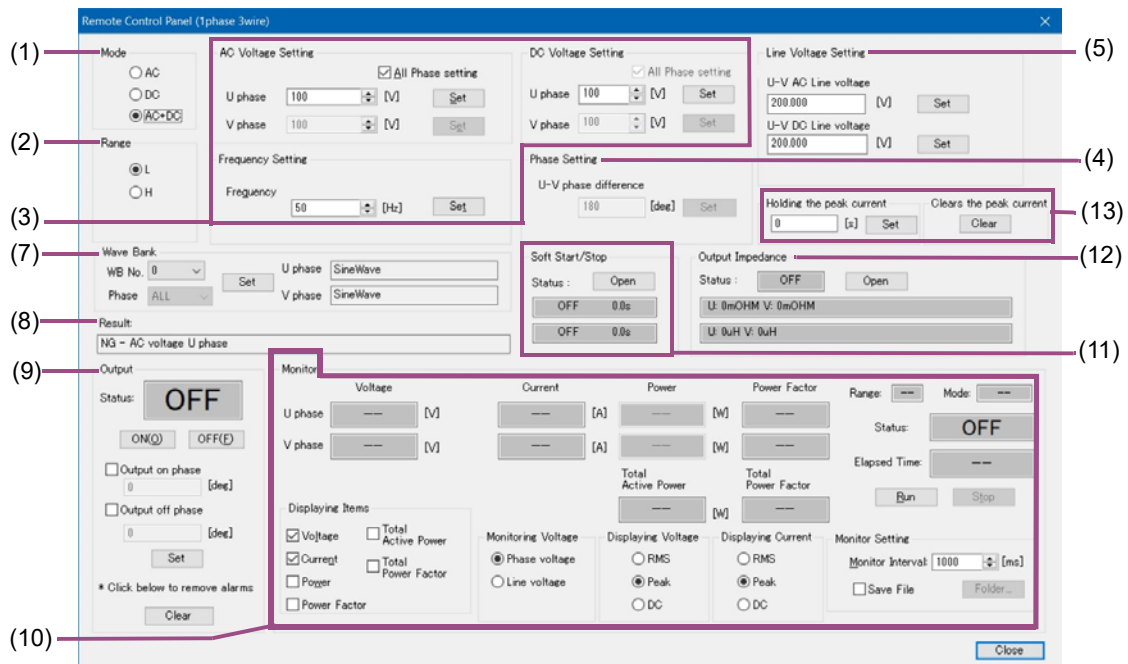 Remote Control Panel (1phase 3wire)
(1)
Mode
AC
DC
AC+DC
(2)
Range
L
H
(3)
AC Voltage Setting
All Phase setting
U phase 100 [V] Set
V phase 100 [V] Set
Frequency Setting
Frequency
50 [Hz] Set
DC Voltage Setting
All Phase setting
U phase 100 [V] Set
V phase 100 [V] Set
(5)
Line Voltage Setting
U-V AC Line voltage
200.000 [V] Set
U-V DC Line voltage
200.000 [V] Set
(4)
Phase Setting
U-V phase difference
180 [deg] Set
(13)
Holding the peak current
0 [s] Set
Clears the peak current
Clear
(7)
Wave Bank
WB No. 0
Phase ALL
Set
U phase SineWave
V phase SineWave
(11)
Soft Start/Stop
Status : Open
OFF 0.0s
OFF 0.0s
(12)
Output Impedance
Status : OFF Open
U: 0mOHM V: 0mOHM
U: 0uH V: 0uH
(8)
Result:
NG - AC voltage U phase
(9)
Output
Status: OFF
ON(O) OFF(F)
Output on phase
0 [deg]
Output off phase
0 [deg]
Set
* Click below to remove alarms
Clear
(10)
Monitor
Voltage Current Power Power Factor
U phase -- [V] -- [A] -- [W] --
V phase -- [V] -- [A] -- [W] --
Total
Active Power
-- [W]
Total
Power Factor
--
Range: -- Mode: --
Status: OFF
Elapsed Time: --
Run Stop
Displaying Items
Voltage
Current
Power
Power Factor
Total
Active Power
Total
Power Factor
Monitoring Voltage
Phase voltage
Line voltage
Displaying Voltage
RMS
Peak
DC
Displaying Current
RMS
Peak
DC
Monitor Setting
Monitor Interval: 1000 [ms]
Save File Folder...
Close